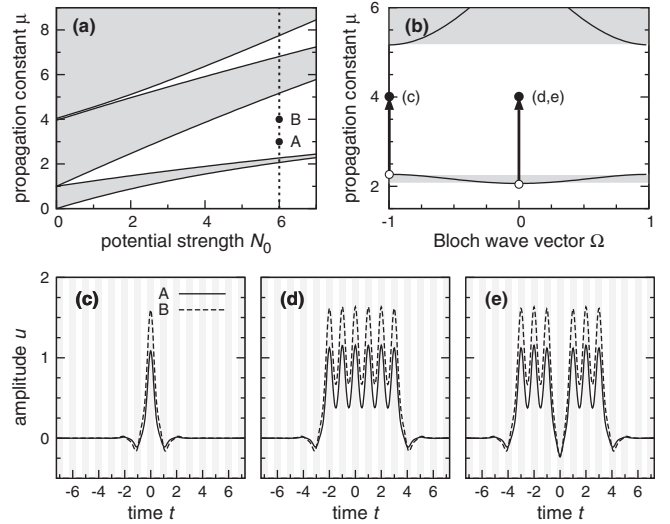 (a)
propagation constant μ
8
6
4
2
0
B
A
0 2 4 6
potential strength N₀
(b)
propagation constant μ
6
4
2
(c)
(d,e)
-1 0 1
Bloch wave vector Ω
(c)
A
B
amplitude u
2
1
0
-6 -4 -2 0 2 4 6
time t
(d)
-6 -4 -2 0 2 4 6
time t
(e)
-6 -4 -2 0 2 4 6
time t